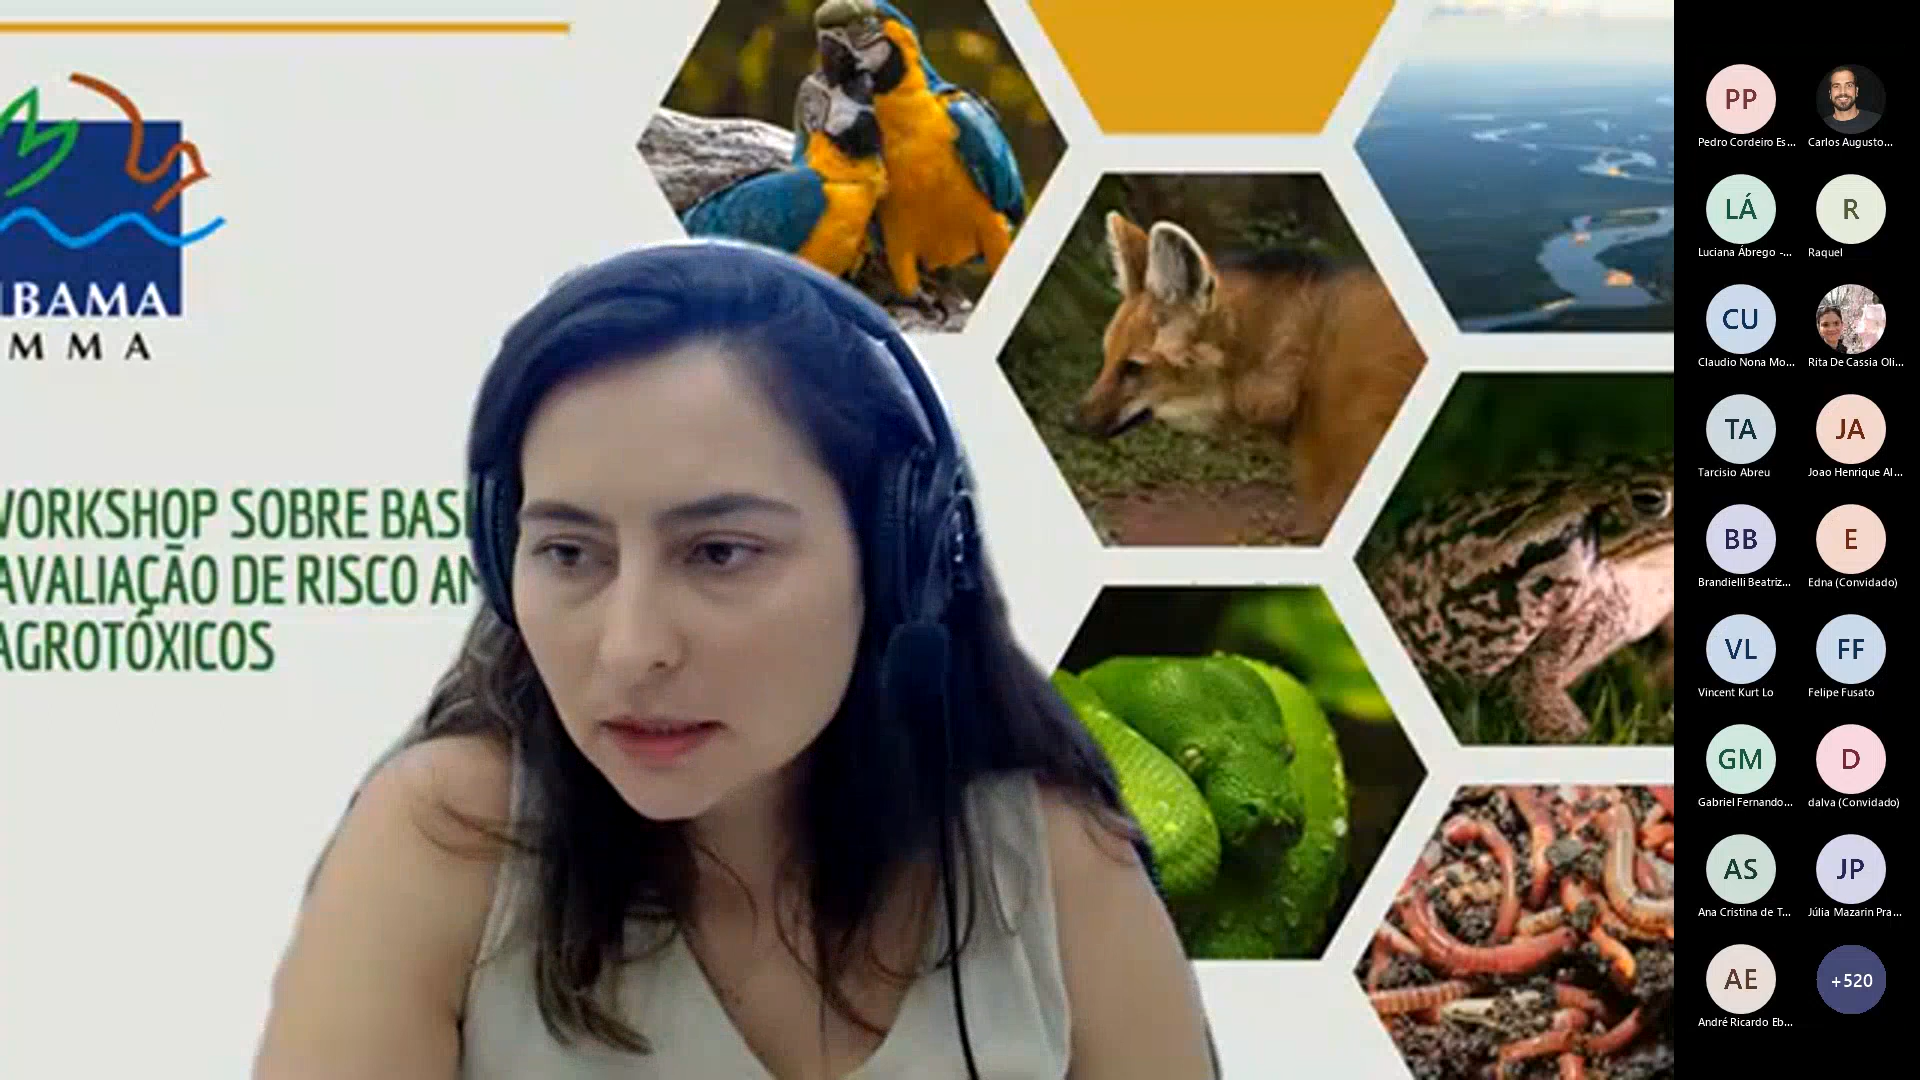 IBAMA
MMA
WORKSHOP SOBRE BAS
AVALIAÇÃO DE RISCO AM
AGROTÓXICOS
PP
Pedro Cordeiro Es...
Carlos Augusto...
LÁ
Luciana Ábrego -...
R
Raquel
CU
Claudio Nona Mo...
Rita De Cassia Oli...
TA
Tarcisio Abreu
JA
Joao Henrique Al...
BB
Brandielli Beatriz...
E
Edna (Convidado)
VL
Vincent Kurt Lo
FF
Felipe Fusato
GM
Gabriel Fernando...
D
dalva (Convidado)
AS
Ana Cristina de T...
JP
Júlia Mazarin Pra...
AE
André Ricardo Eb...
+520